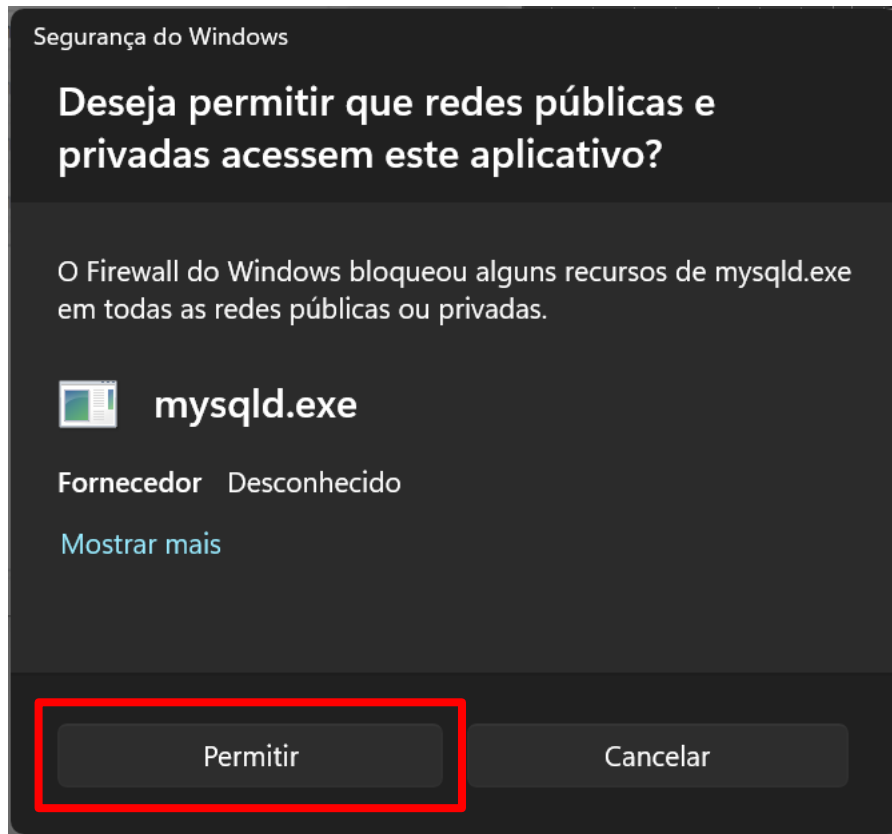 Segurança do Windows
Deseja permitir que redes públicas e
privadas acessem este aplicativo?
O Firewall do Windows bloqueou alguns recursos de mysqld.exe
em todas as redes públicas ou privadas.
mysqld.exe
Fornecedor Desconhecido
Mostrar mais
Permitir Cancelar